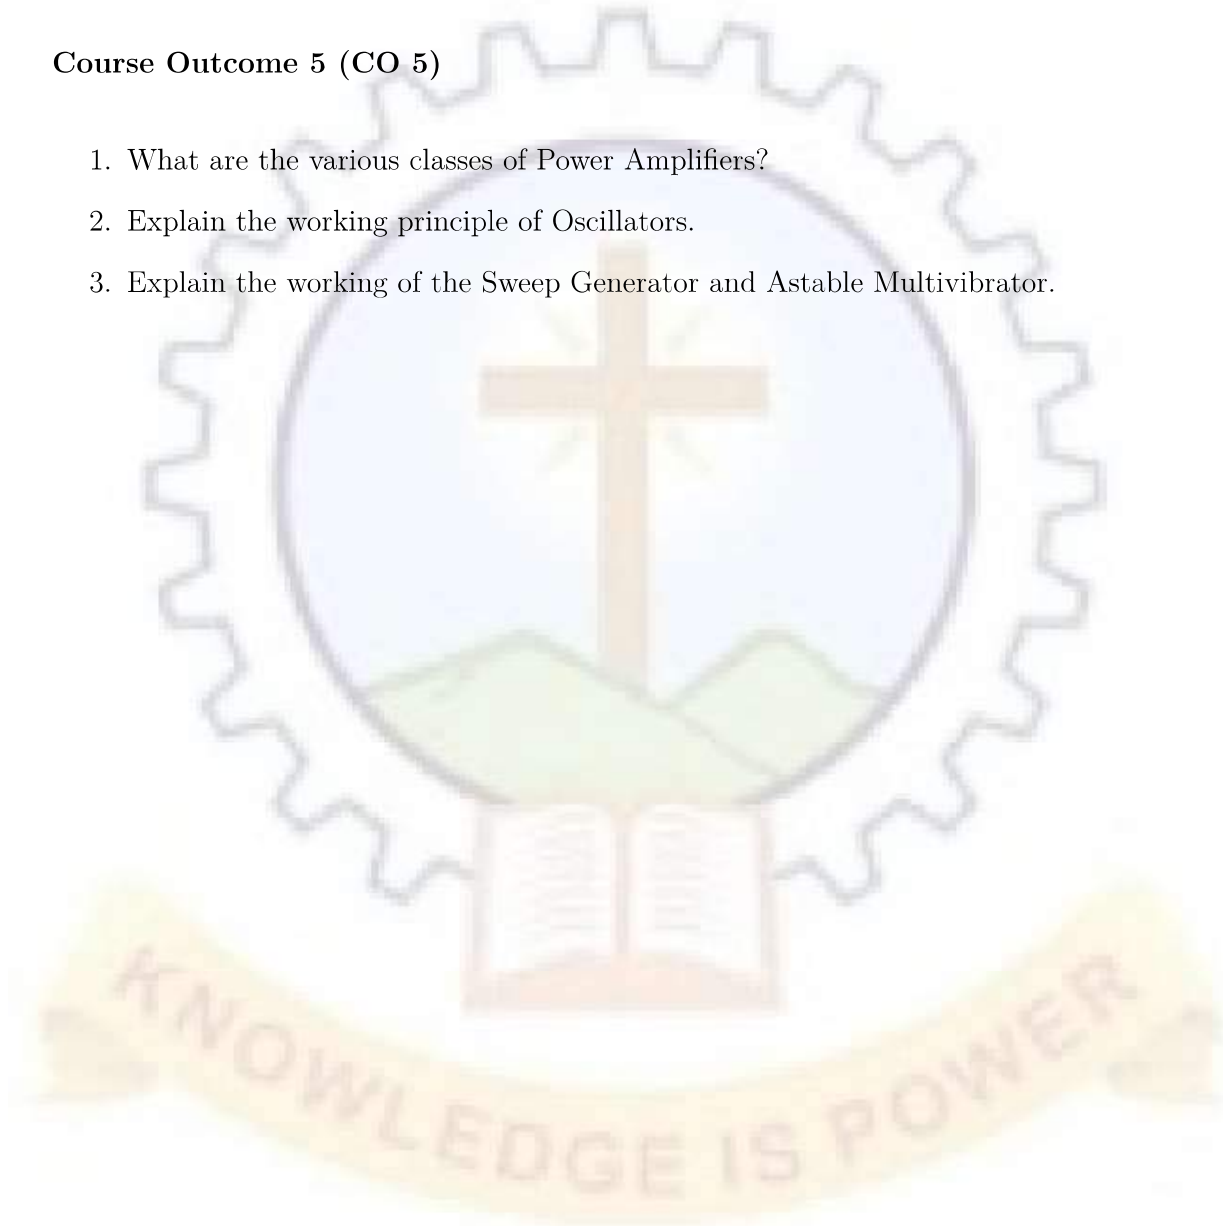 Course Outcome 5 (CO 5)
1. What are the various classes of Power Amplifiers?
2. Explain the working principle of Oscillators.
3. Explain the working of the Sweep Generator and Astable Multivibrator.
KNOWLEDGE IS POWER